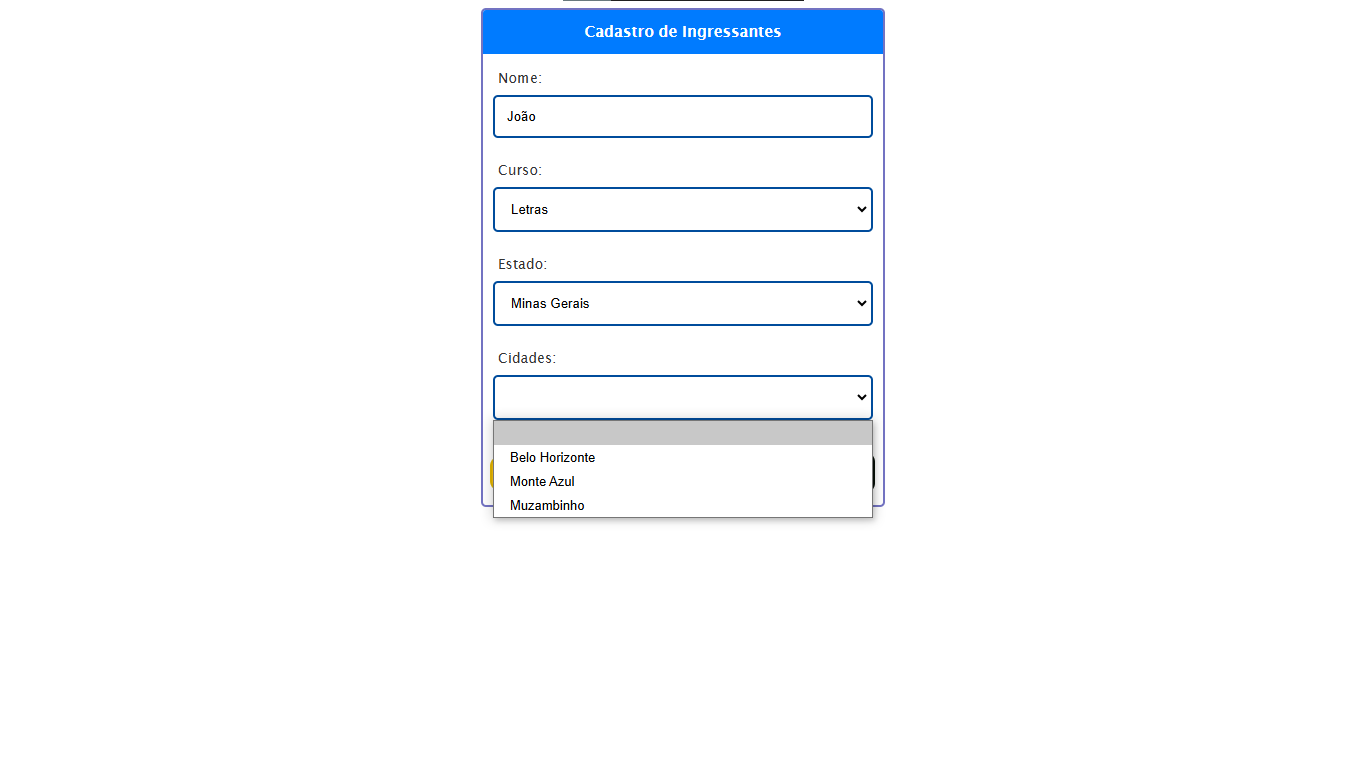 Cadastro de Ingressantes
Nome:
João
Curso:
Letras
Estado:
Minas Gerais
Cidades:
Belo Horizonte
Monte Azul
Muzambinho